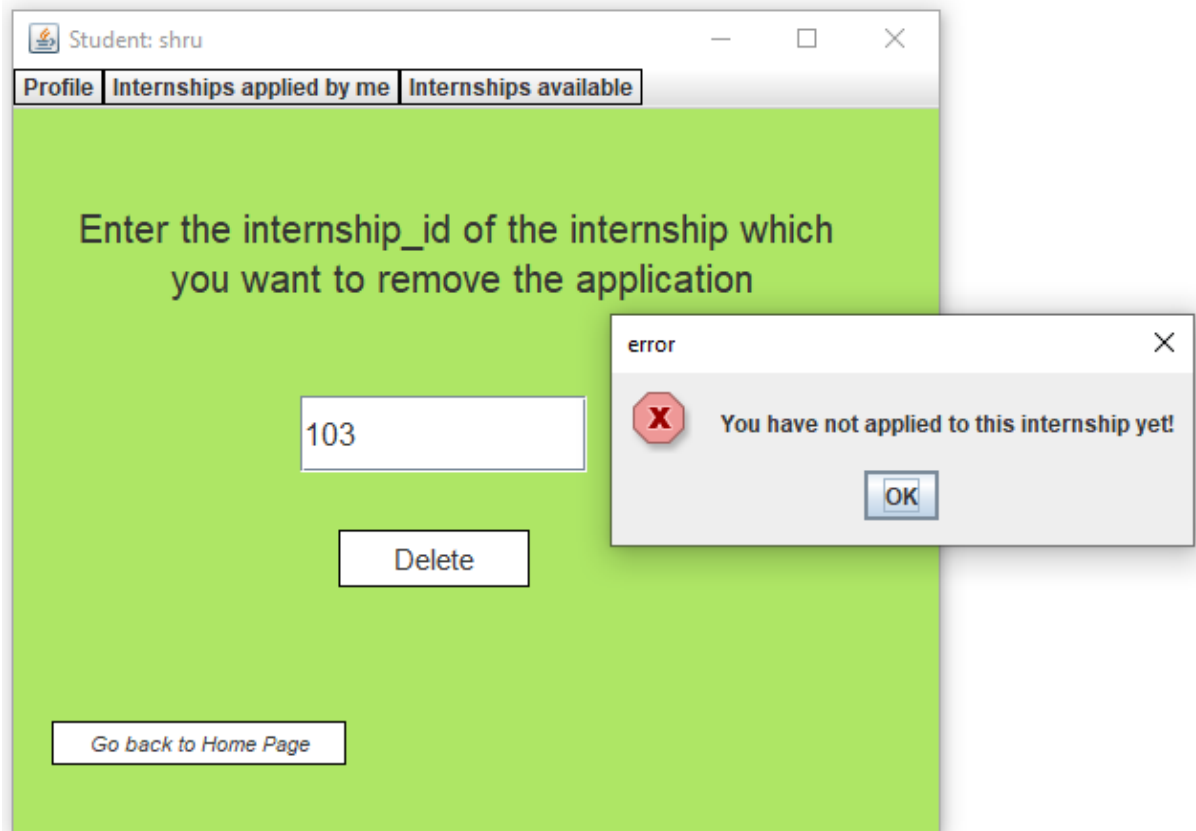 Student: shru
Profile Internships applied by me Internships available
Enter the internship_id of the internship which
you want to remove the application
error
You have not applied to this internship yet!
OK
103
Delete
Go back to Home Page